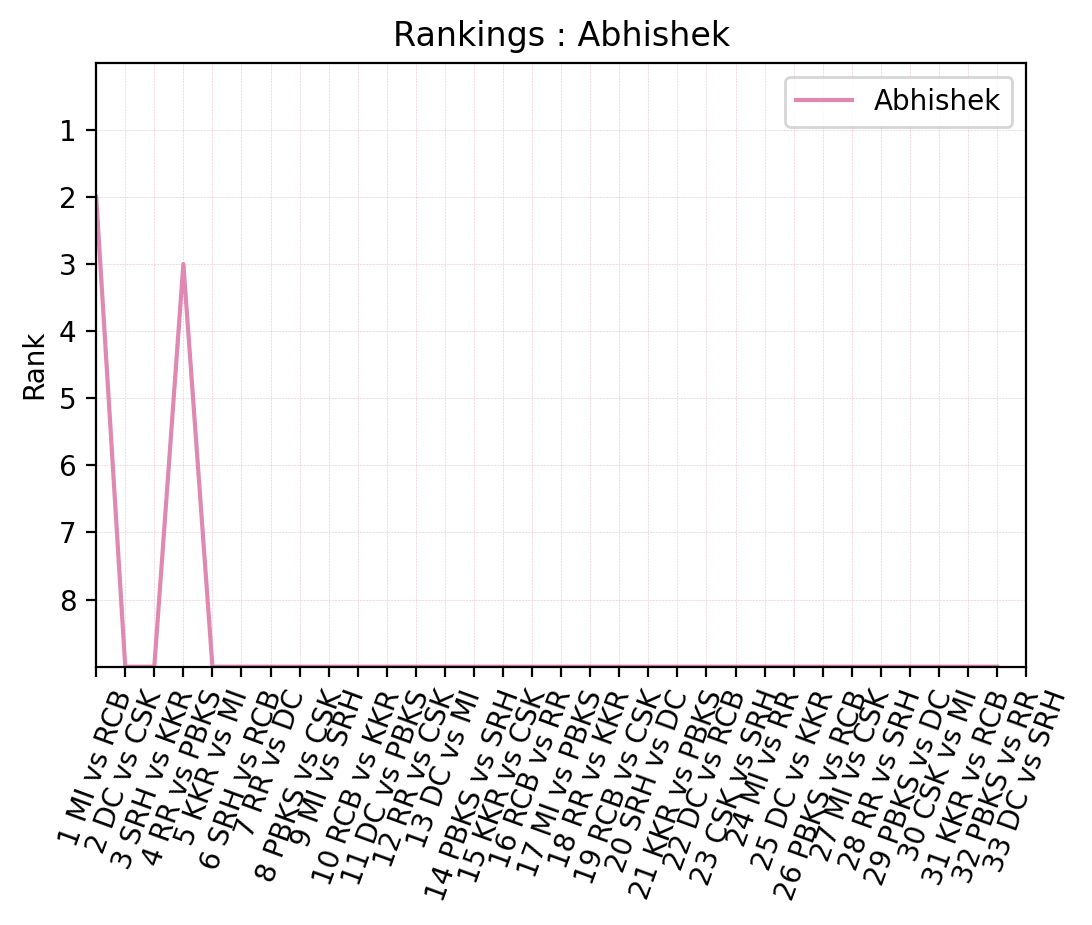 Rankings : Abhishek
Abhishek
Rank
1
2
3
4
5
6
7
8
1 MI vs RCB
2 DC vs CSK
3 SRH vs KKR
4 RR vs PBKS
5 KKR vs MI
6 SRH vs RCB
7 RR vs DC
8 PBKS vs CSK
9 MI vs SRH
10 RCB vs KKR
11 DC vs PBKS
12 RR vs CSK
13 DC vs MI
14 PBKS vs SRH
15 KKR vs CSK
16 RCB vs RR
17 MI vs PBKS
18 RR vs KKR
19 RCB vs CSK
20 SRH vs DC
21 KKR vs PBKS
22 DC vs RCB
23 CSK vs SRH
24 MI vs RR
25 DC vs KKR
26 PBKS vs RCB
27 MI vs CSK
28 RR vs SRH
29 PBKS vs DC
30 CSK vs MI
31 KKR vs RCB
32 PBKS vs RR
33 DC vs SRH